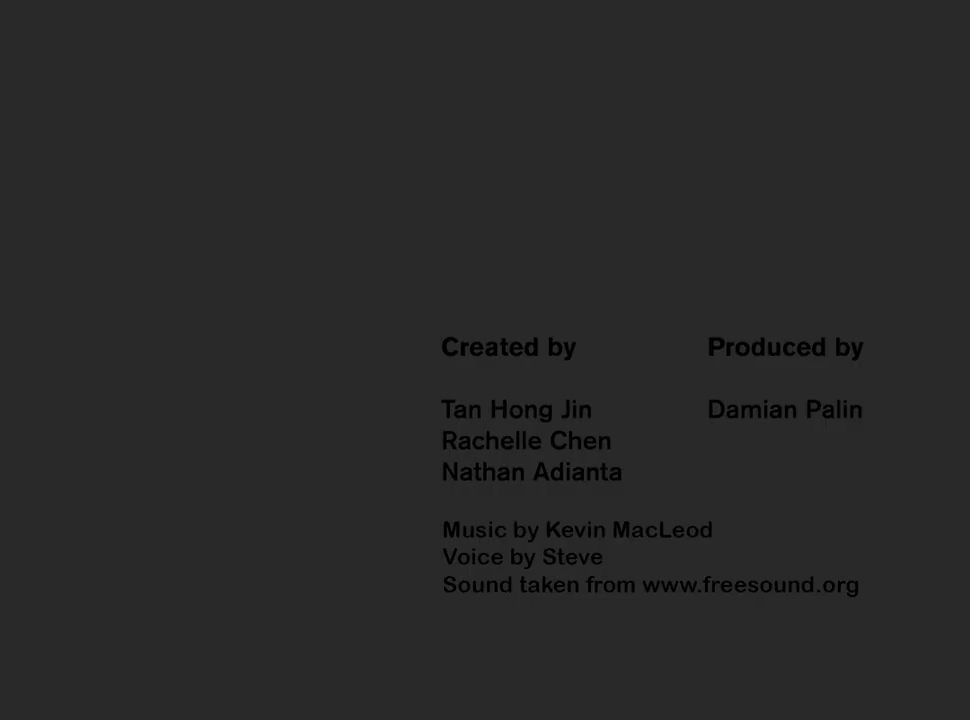 Created by
Tan Hong Jin
Rachelle Chen
Nathan Adianta
Produced by
Damian Palin
Music by Kevin MacLeod
Voice by Steve
Sound taken from www.freesound.org